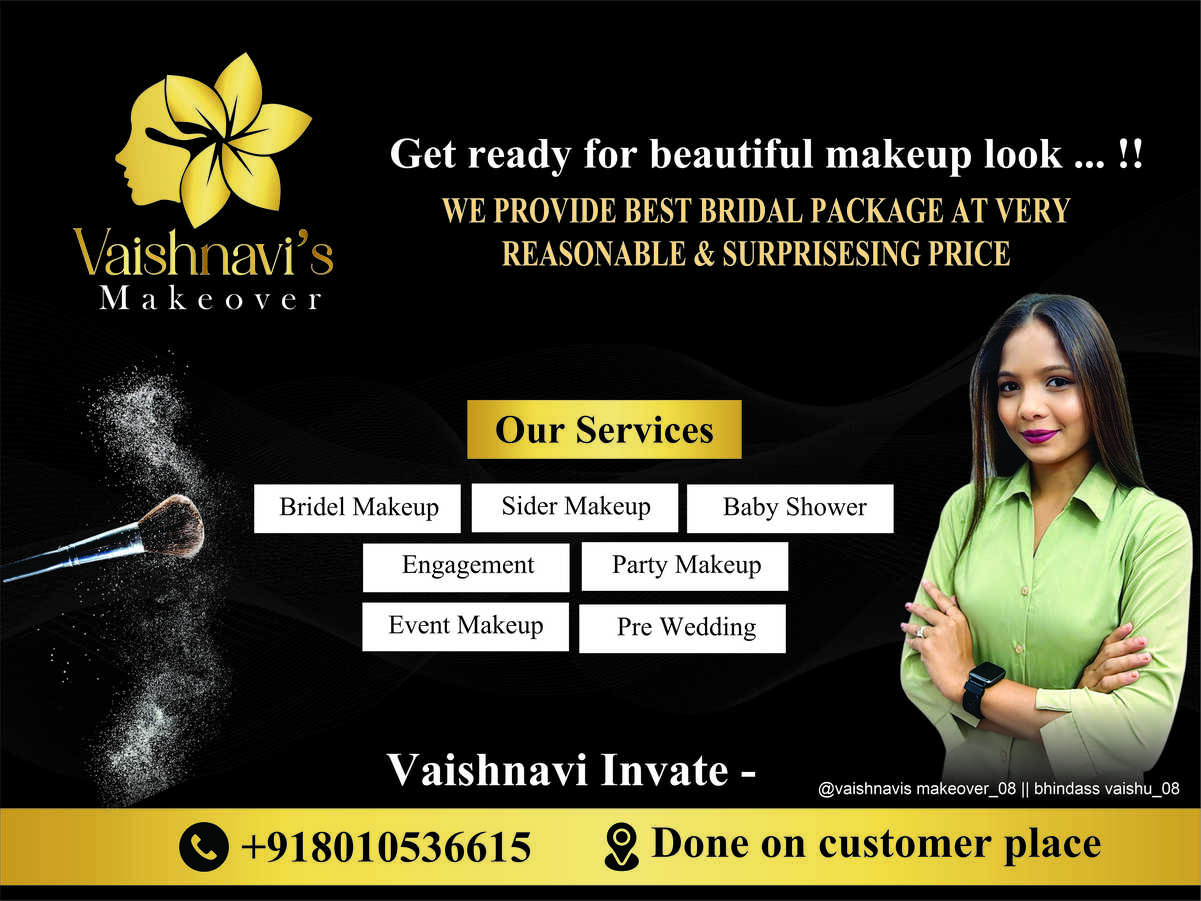 Vaishnavi's
Makeover
Get ready for beautiful makeup look ... !!
WE PROVIDE BEST BRIDAL PACKAGE AT VERY
REASONABLE & SURPRISESING PRICE
Our Services
Bridel Makeup
Sider Makeup
Baby Shower
Engagement
Party Makeup
Event Makeup
Pre Wedding
Vaishnavi Invate -
@vaishnavis makeover_08 || bhindass vaishu_08
+918010536615
Done on customer place